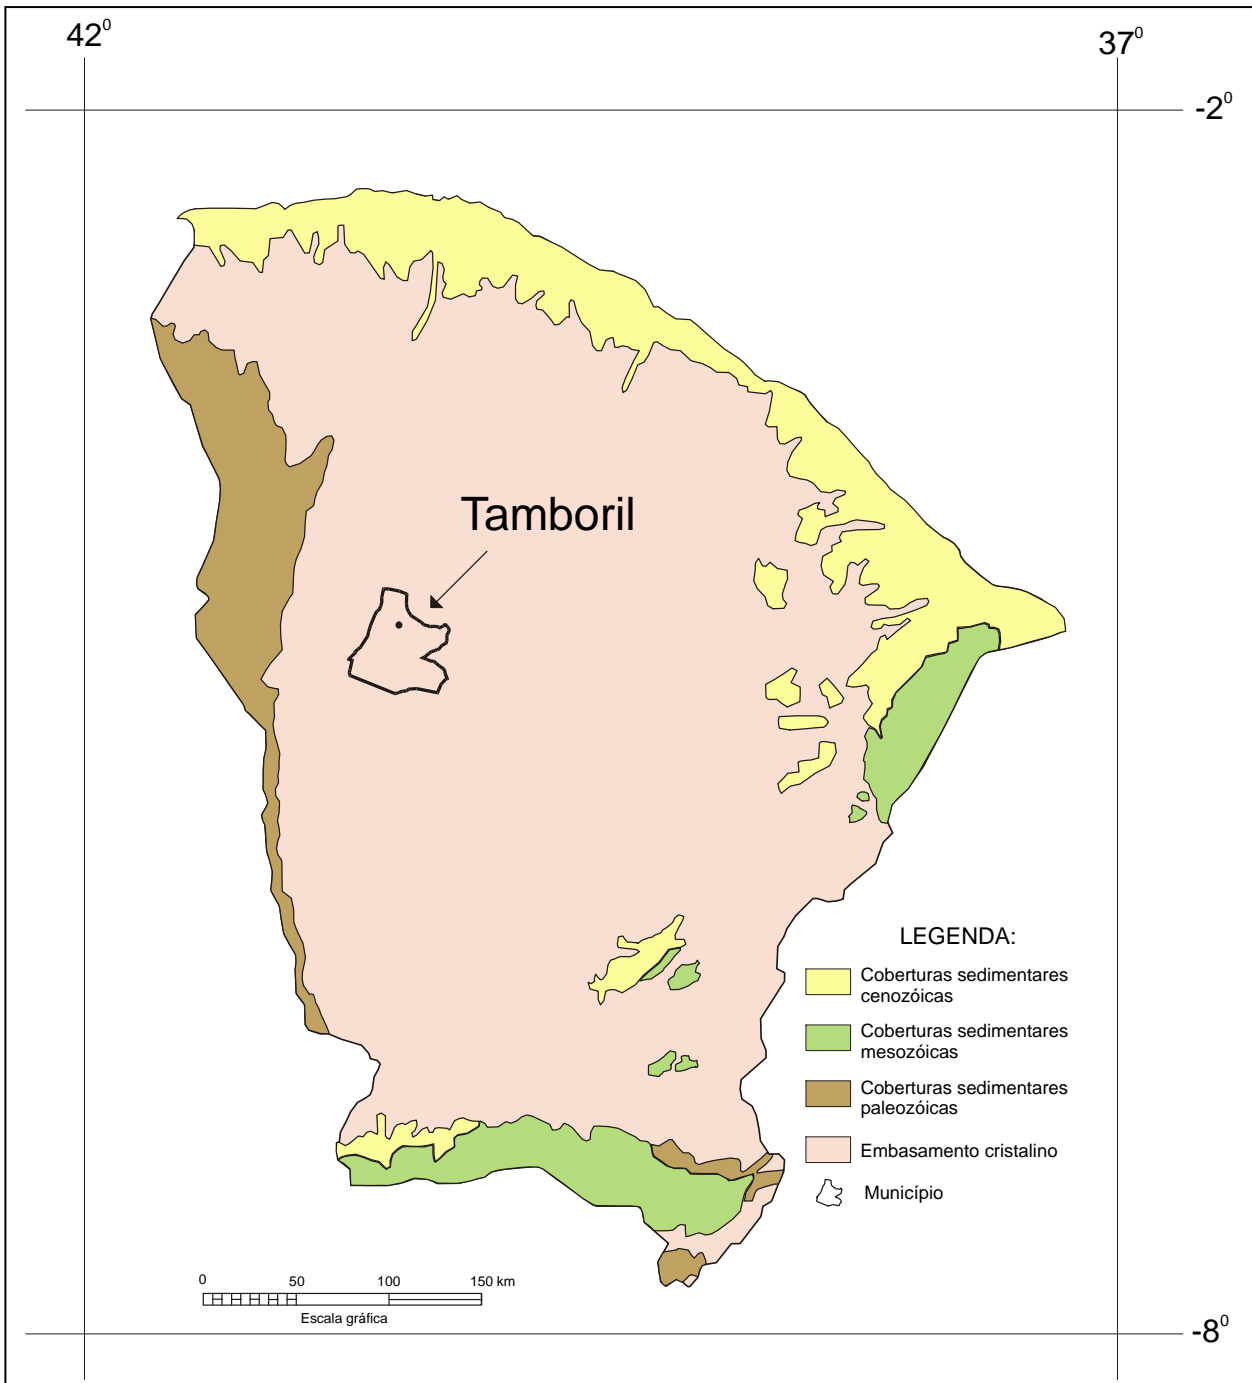 42⁰
37⁰
-2⁰
Tamboril
LEGENDA:
Coberturas sedimentares
cenozóicas
Coberturas sedimentares
mesozóicas
Coberturas sedimentares
paleozóicas
Embasamento cristalino
Município
0 50 100 150 km
Escala gráfica
-8⁰